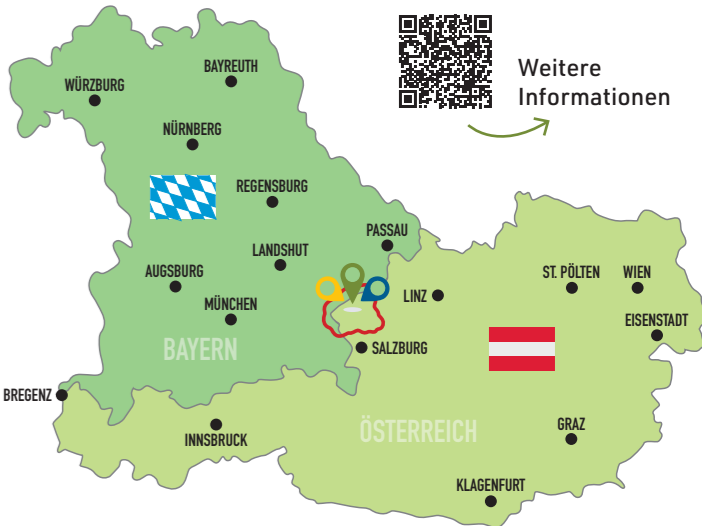 Weitere
Informationen
BAYREUTH
WÜRZBURG
NÜRNBERG
REGENSBURG
PASSAU
LANDSHUT
AUGSBURG
LINZ
ST. PÖLTEN
WIEN
MÜNCHEN
EISENSTADT
BAYERN
SALZBURG
BREGENZ
INNSBRUCK
ÖSTERREICH
GRAZ
KLAGENFURT